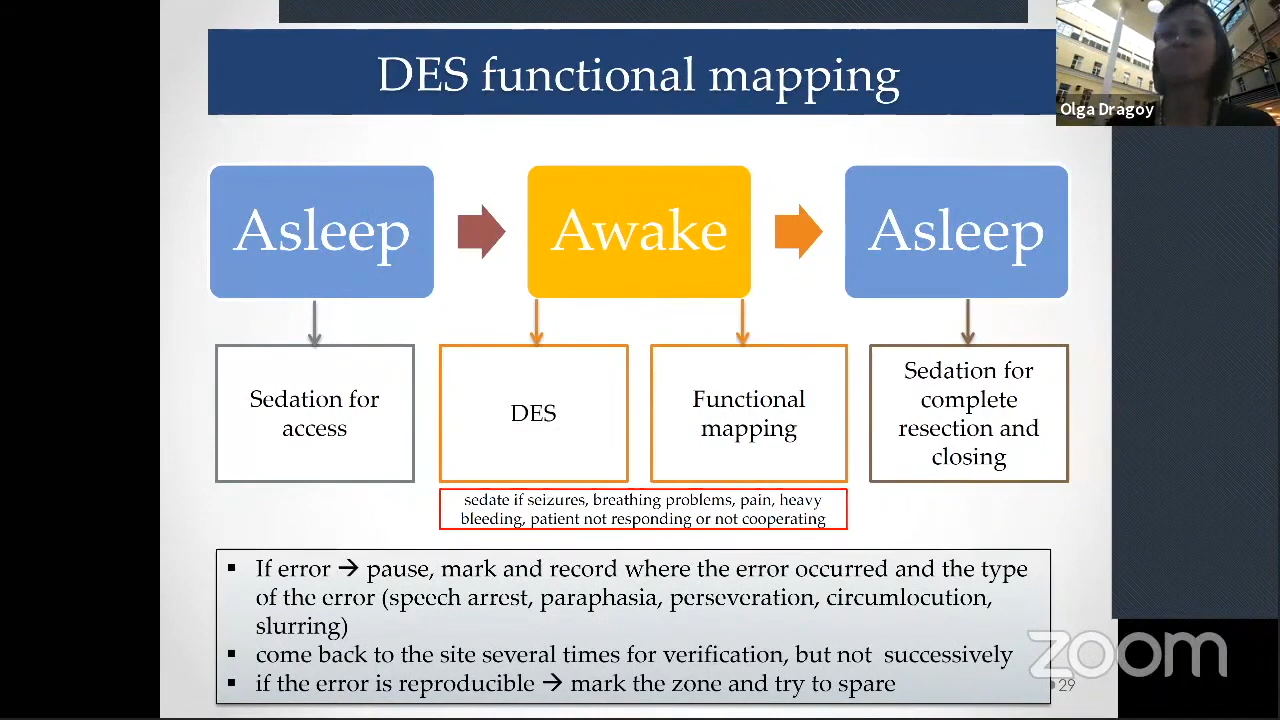 DES functional mapping
Olga Dragoy
Asleep
Awake
Asleep
Sedation for
access
DES
Functional
mapping
Sedation for
complete
resection and
closing
sedate if seizures, breathing problems, pain, heavy
bleeding, patient not responding or not cooperating
▪ If error → pause, mark and record where the error occurred and the type
of the error (speech arrest, paraphasia, perseveration, circumlocution,
slurring)
▪ come back to the site several times for verification, but not successively
▪ if the error is reproducible → mark the zone and try to spare
zoom
29